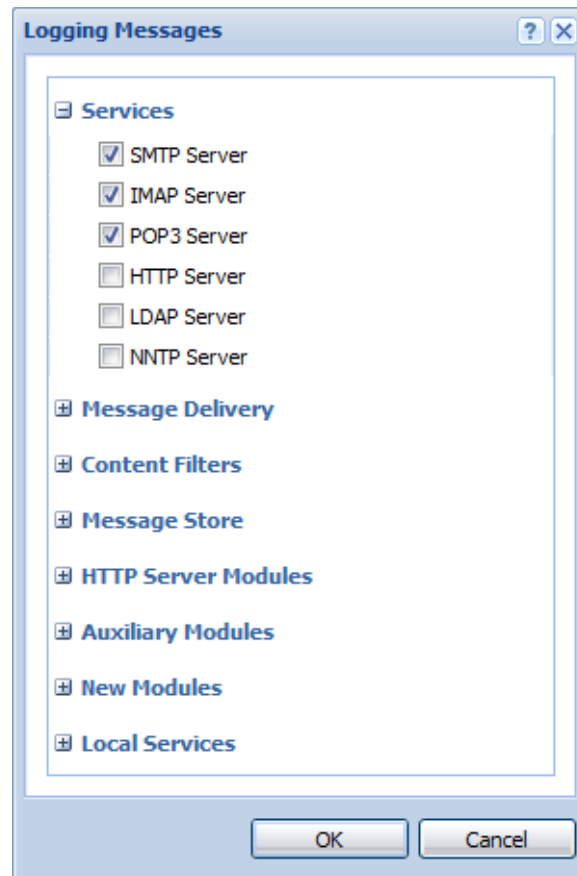 Logging Messages
Services
SMTP Server
IMAP Server
POP3 Server
HTTP Server
LDAP Server
NNTP Server
Message Delivery
Content Filters
Message Store
HTTP Server Modules
Auxiliary Modules
New Modules
Local Services
OK Cancel